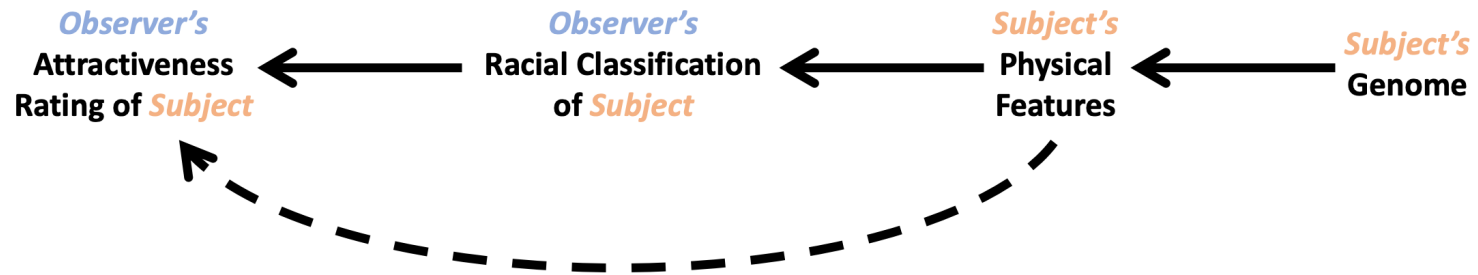 Observer’s
Attractiveness
Rating of Subject
Observer’s
Racial Classification
of Subject
Subject’s
Physical
Features
Subject’s
Genome